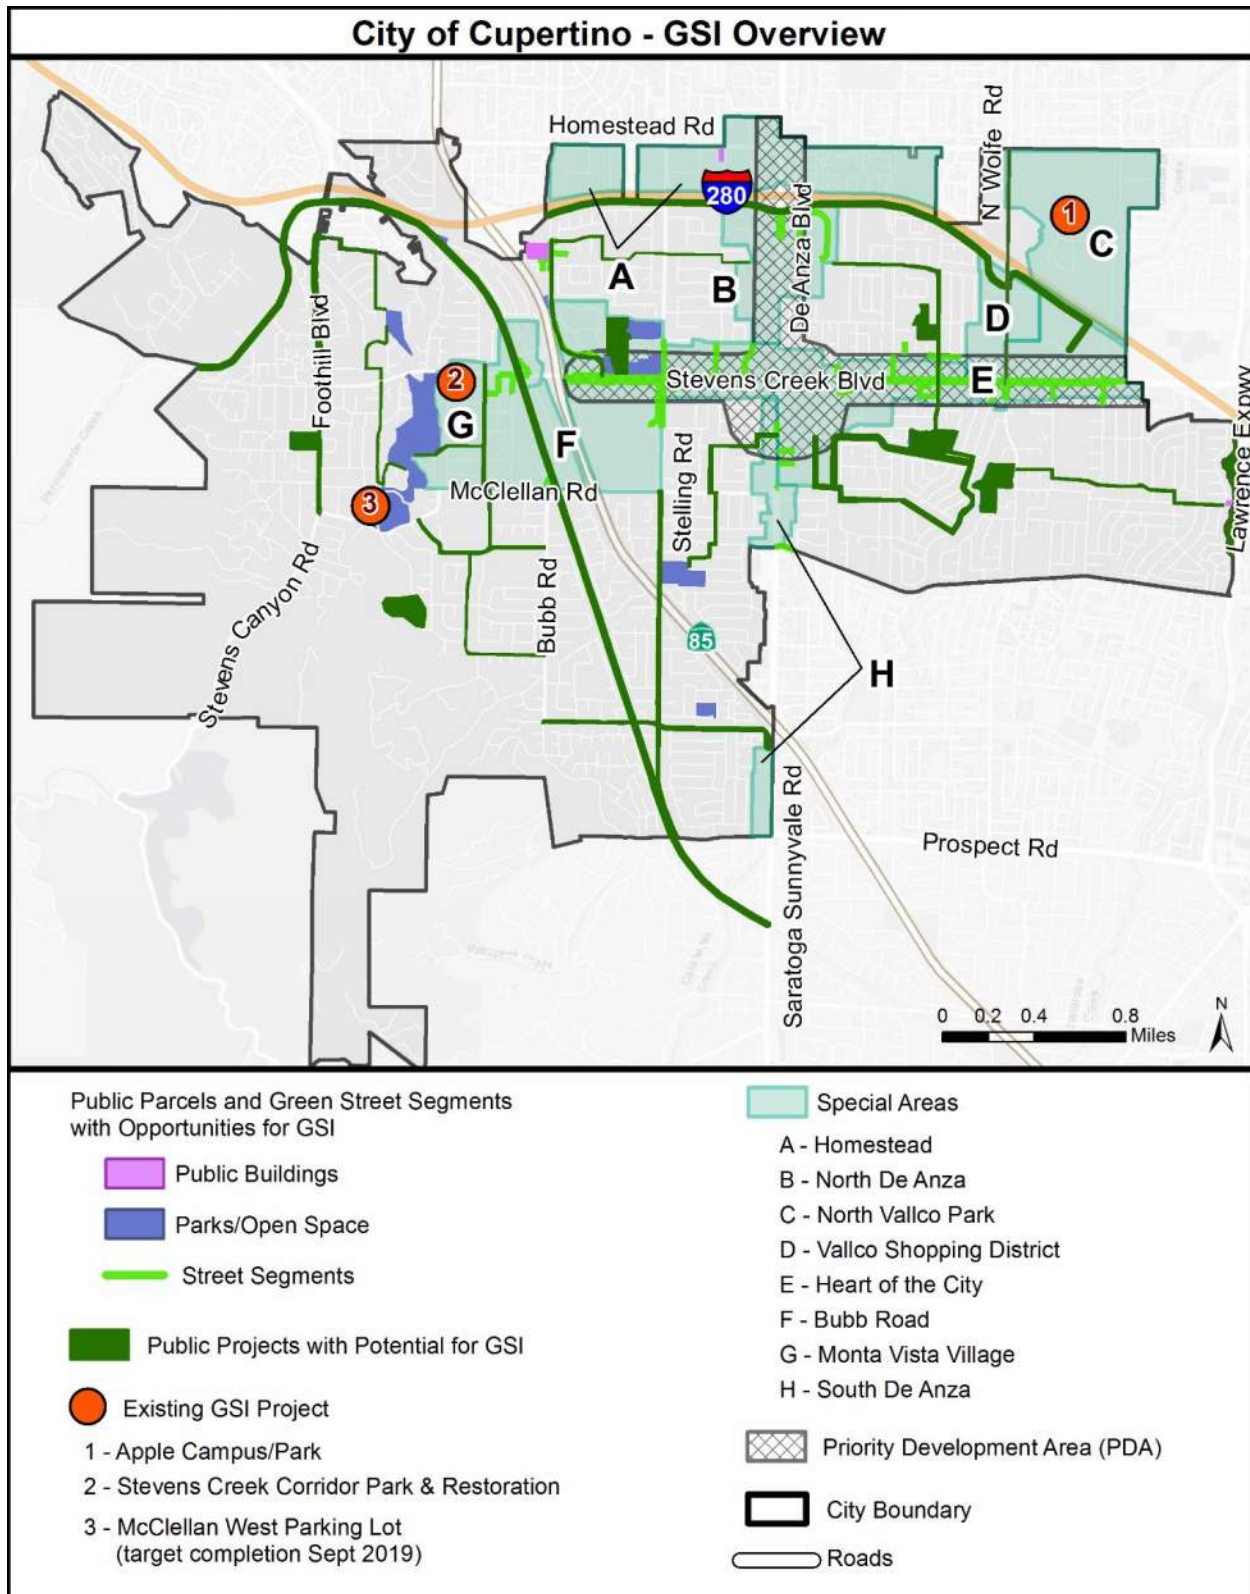 City of Cupertino - GSI Overview
Homestead Rd
N Wolfe Rd
280
De Anza Blvd
1
C
A
B
D
Foothill Blvd
2
Stevens Creek Blvd
E
G
F
Lawrence Expwy
McClellan Rd
Stelling Rd
3
Stevens Canyon Rd
Bubb Rd
85
H
Saratoga Sunnyvale Rd
Prospect Rd
0 0.2 0.4 0.8
Miles
N
Public Parcels and Green Street Segments
with Opportunities for GSI
Public Buildings
Parks/Open Space
Street Segments
Public Projects with Potential for GSI
Existing GSI Project
1 - Apple Campus/Park
2 - Stevens Creek Corridor Park & Restoration
3 - McClellan West Parking Lot
(target completion Sept 2019)
Special Areas
A - Homestead
B - North De Anza
C - North Vallco Park
D - Vallco Shopping District
E - Heart of the City
F - Bubb Road
G - Monta Vista Village
H - South De Anza
Priority Development Area (PDA)
City Boundary
Roads